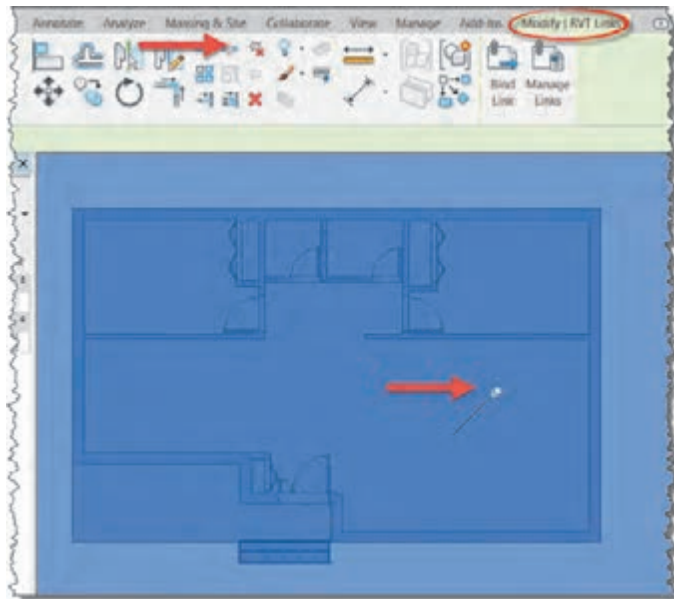 Annotate Analyze Massing & Site Collaborate View Manage Add-Ins Modify | RVT Links
Bind Manage
Link Links